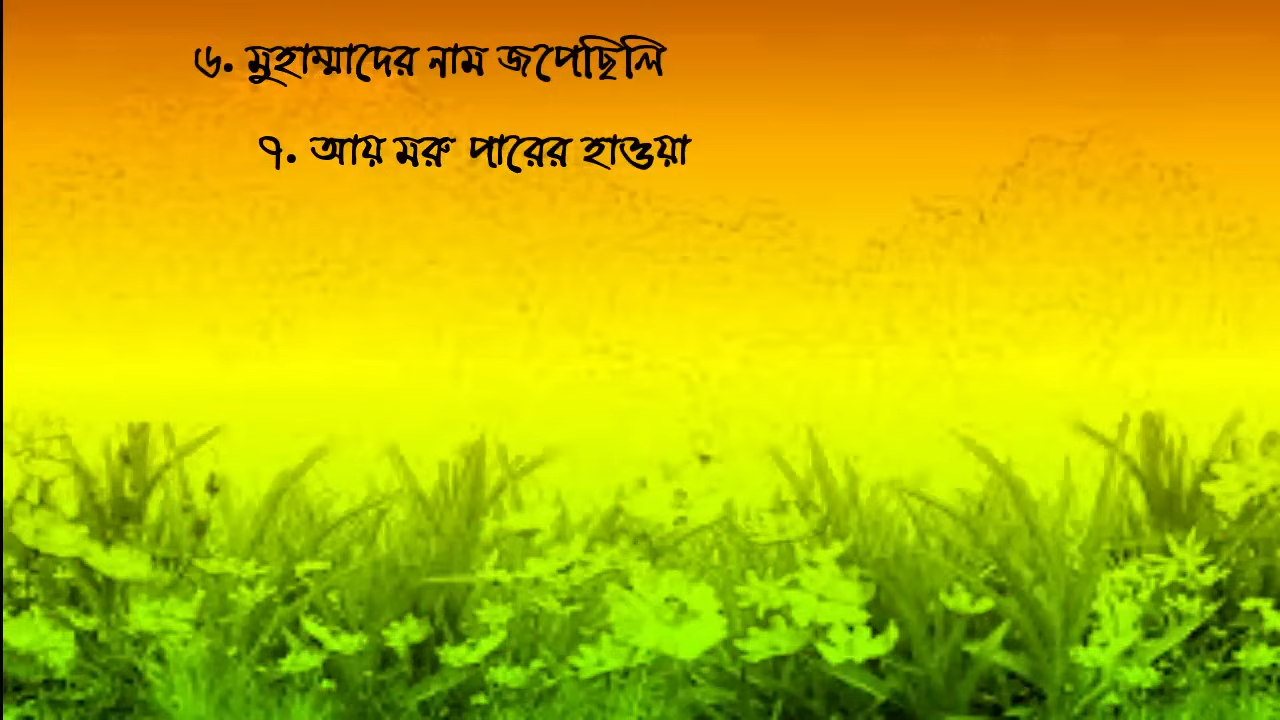 ৬. মুহাম্মাদের নাম জপেছিলি
৭. আয় মরু পারের হাওয়া